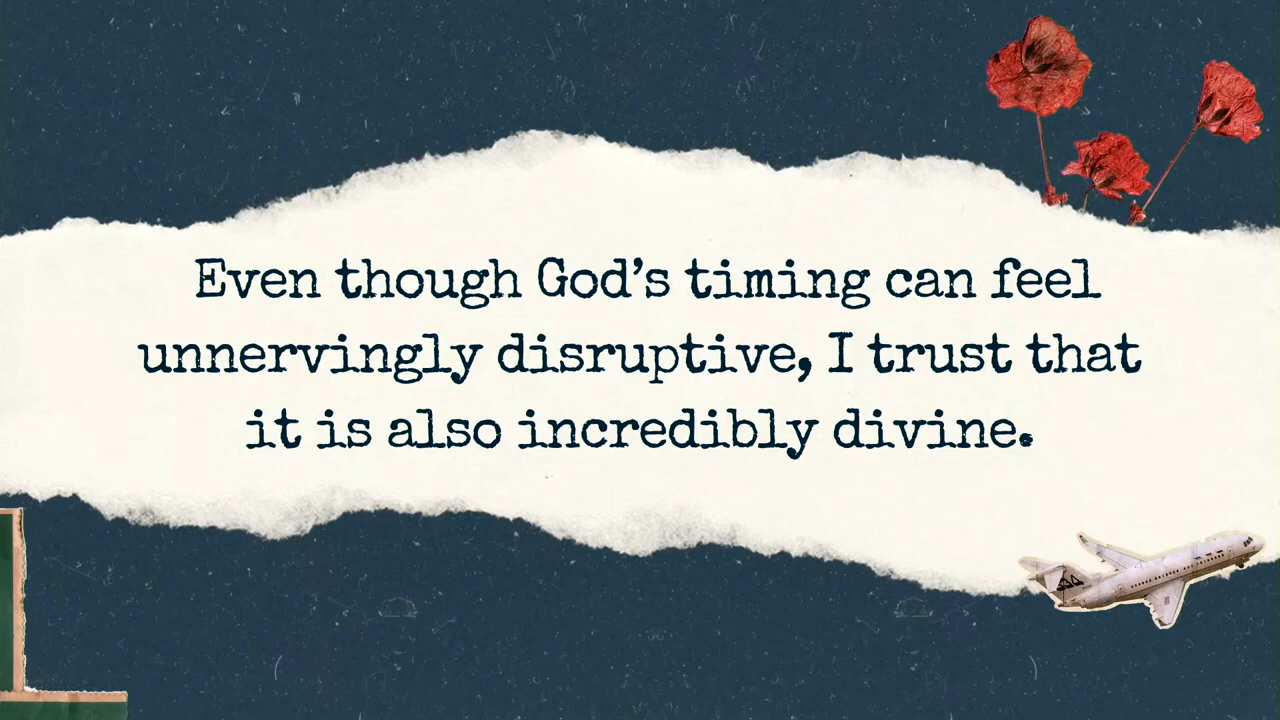 Even though God's timing can feel
unnervingly disruptive, I trust that
it is also incredibly divine.